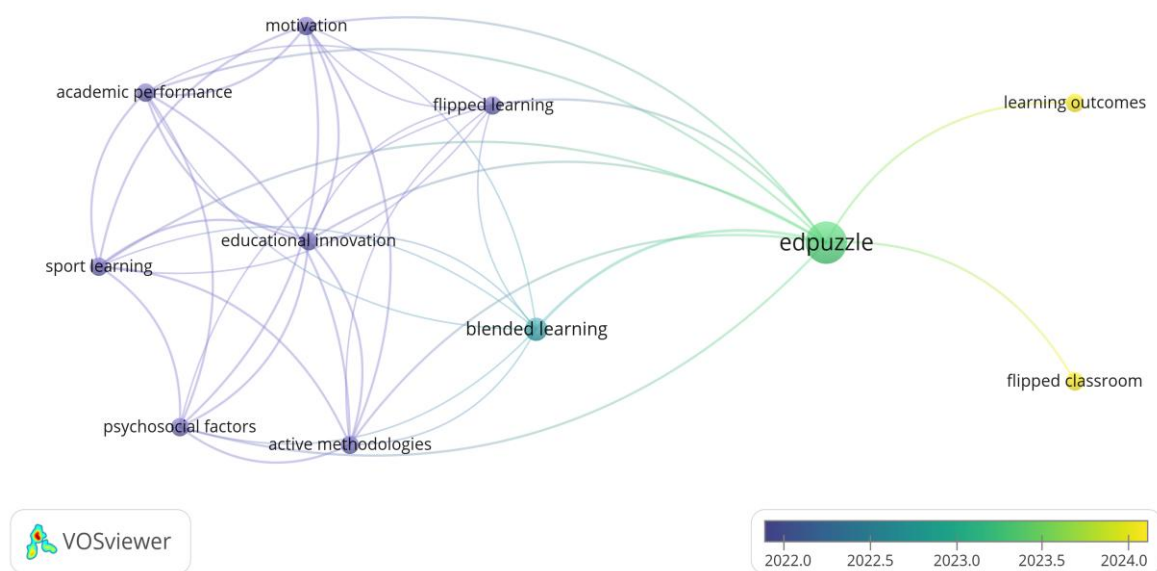 motivation
academic performance
flipped learning
learning outcomes
educational innovation
edpuzzle
sport learning
blended learning
flipped classroom
psychosocial factors
active methodologies
VOSviewer
2022.0 2022.5 2023.0 2023.5 2024.0